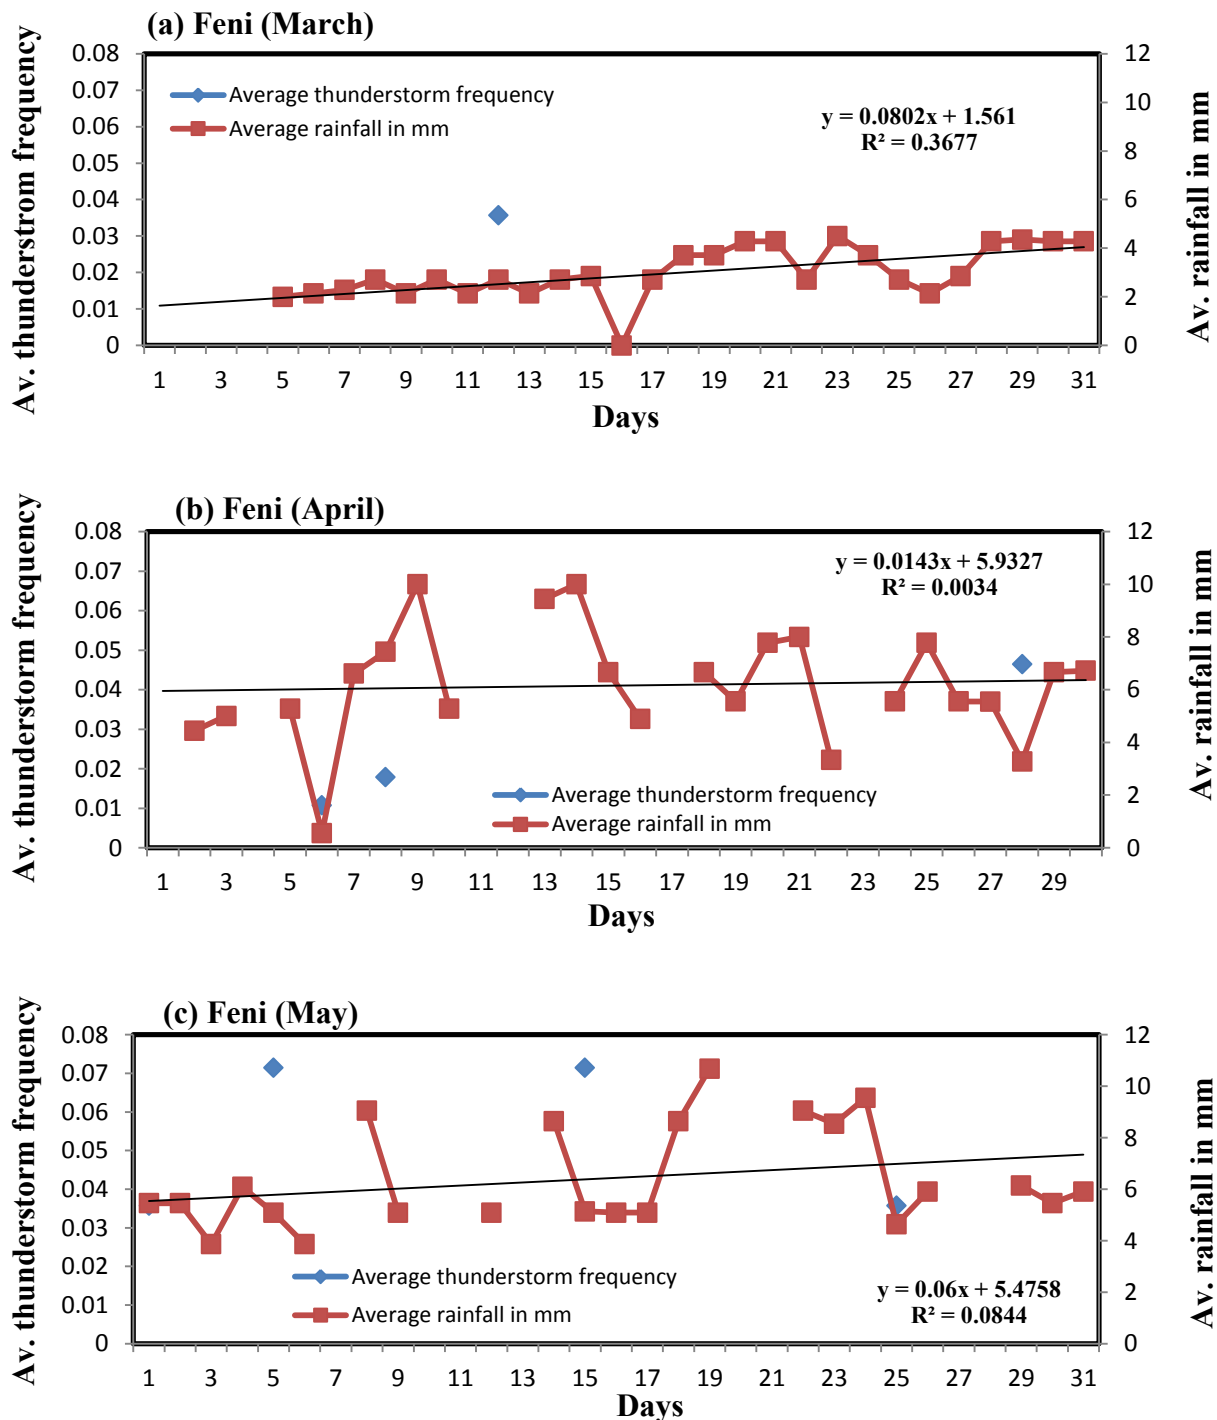 (a) Feni (March)
Av. thunderstrom frequency
0.08
0.07
0.06
0.05
0.04
0.03
0.02
0.01
0
Average thunderstorm frequency
Average rainfall in mm
y = 0.0802x + 1.561
R² = 0.3677
12
10
8
6
4
2
0
Av. rainfall in mm
1 3 5 7 9 11 13 15 17 19 21 23 25 27 29 31
Days
(b) Feni (April)
Av. thunderstorm frequency
0.08
0.07
0.06
0.05
0.04
0.03
0.02
0.01
0
y = 0.0143x + 5.9327
R² = 0.0034
Average thunderstorm frequency
Average rainfall in mm
12
10
8
6
4
2
0
Av. rainfall in mm
1 3 5 7 9 11 13 15 17 19 21 23 25 27 29
Days
(c) Feni (May)
Av. thunderstorm frequency
0.08
0.07
0.06
0.05
0.04
0.03
0.02
0.01
0
Average thunderstorm frequency
Average rainfall in mm
y = 0.06x + 5.4758
R² = 0.0844
12
10
8
6
4
2
0
Av. rainfall in mm
1 3 5 7 9 11 13 15 17 19 21 23 25 27 29 31
Days